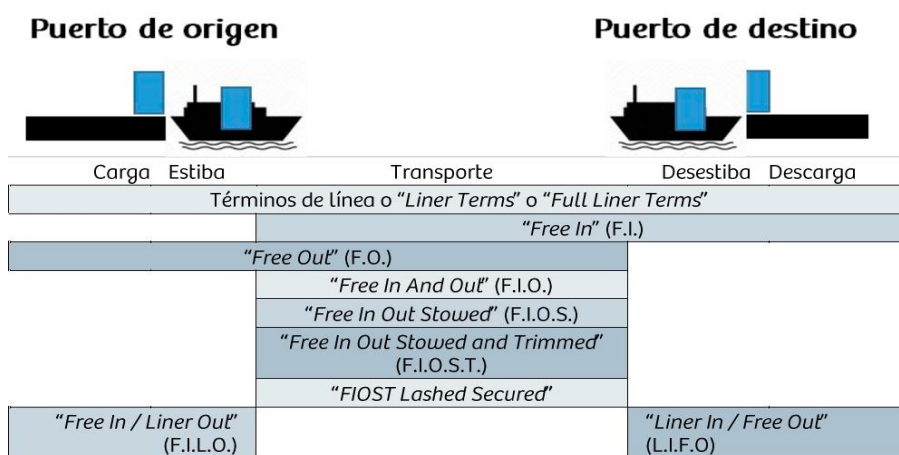 Puerto de origen
Puerto de destino
Carga Estiba Transporte Desestiba Descarga
Términos de línea o “Liner Terms” o “Full Liner Terms”
“Free In” (F.I.)
“Free Out” (F.O.)
“Free In And Out” (F.I.O.)
“Free In Out Stowed” (F.I.O.S.)
“Free In Out Stowed and Trimmed”
(F.I.O.S.T.)
“FIOST Lashed Secured”
“Free In / Liner Out”
(F.I.L.O.)
“Liner In / Free Out”
(L.I.F.O)